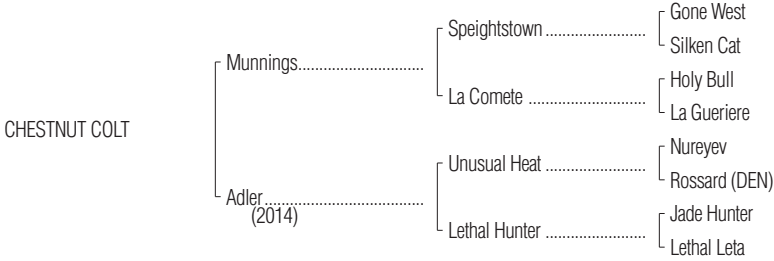 Gone West
Speightstown ........................
Silken Cat
Munnings..............................
Holy Bull
La Comete ............................
La Gueriere
CHESTNUT COLT
Nureyev
Unusual Heat ........................
Rossard (DEN)
Adler......................................
(2014)
Jade Hunter
Lethal Hunter ........................
Lethal Leta